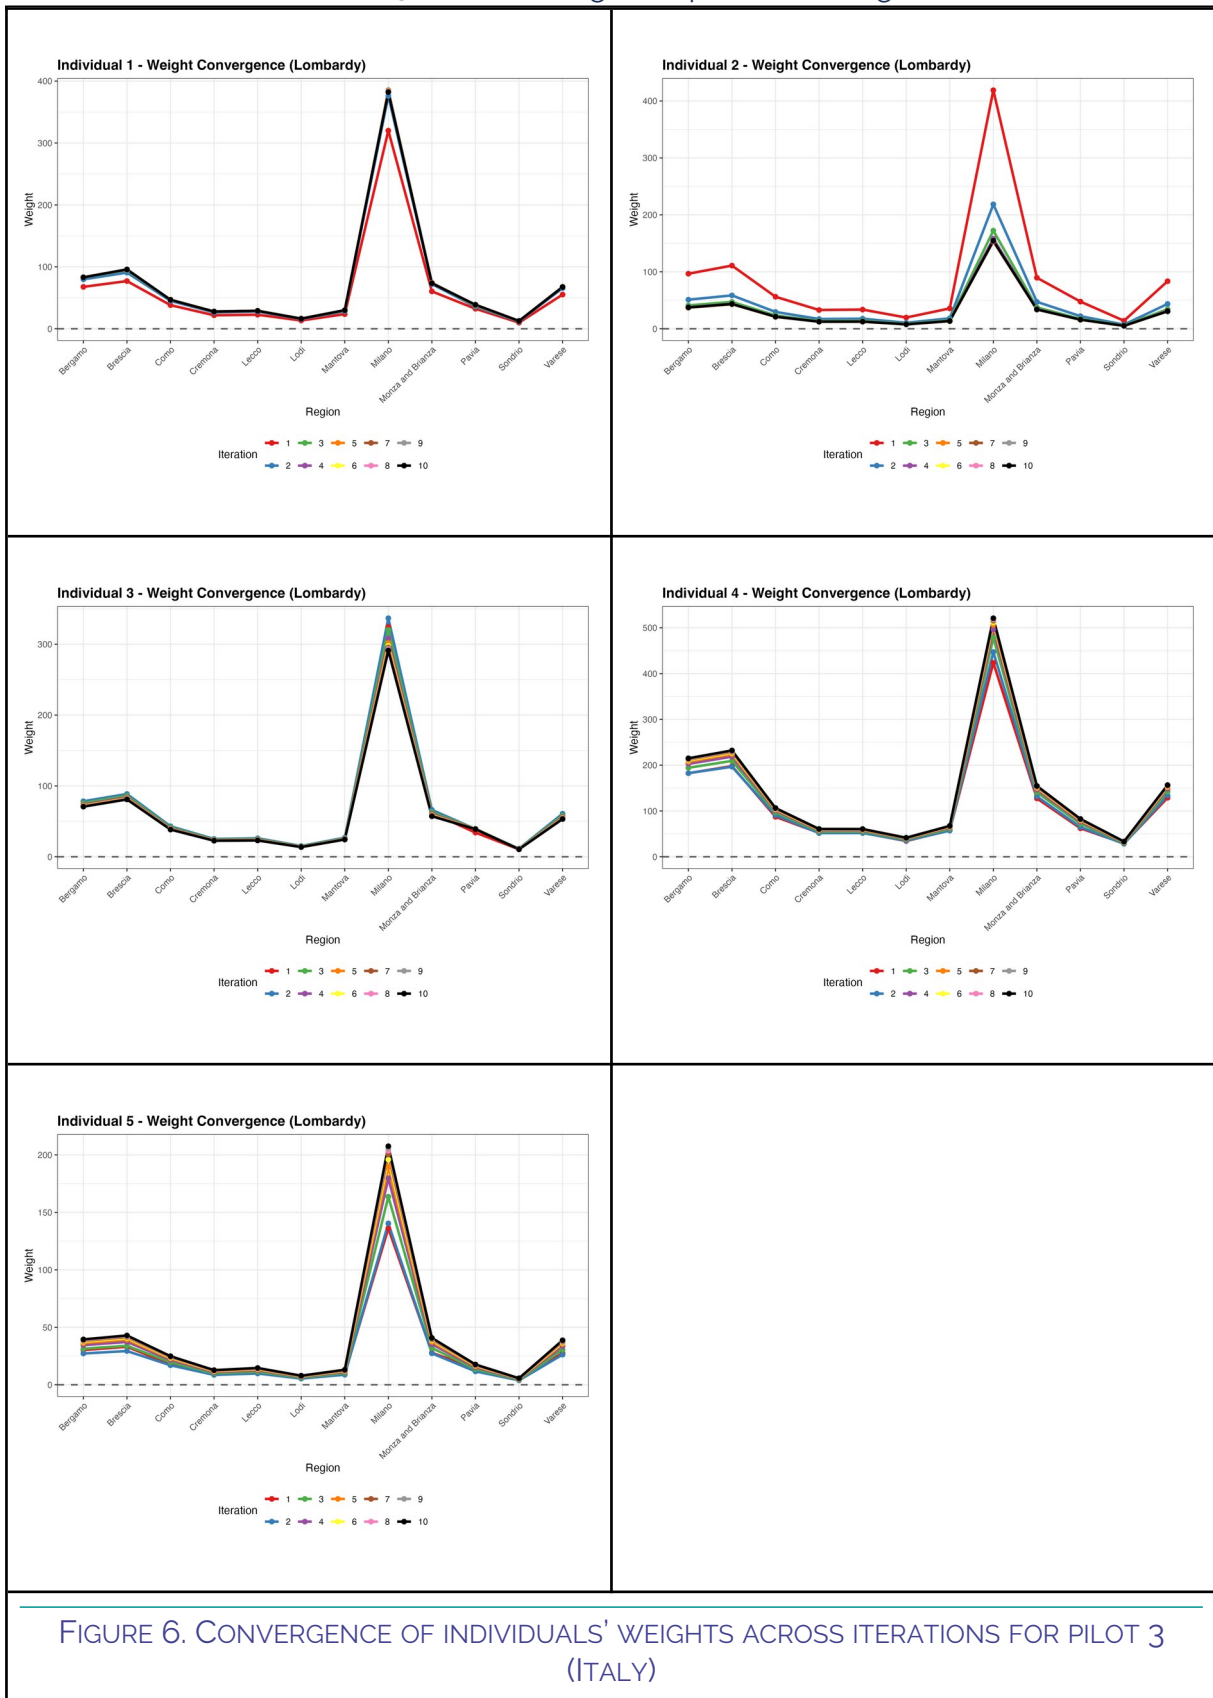 Individual 1 - Weight Convergence (Lombardy)
400
300
200
100
0
Weight
Bergamo
Brescia
Como
Cremona
Lecco
Lodi
Mantova
Milano
Monza and Brianza
Pavia
Sondrio
Varese
Region
Iteration
1 3 5 7 9
2 4 6 8 10
Individual 2 - Weight Convergence (Lombardy)
400
300
200
100
0
Weight
Bergamo
Brescia
Como
Cremona
Lecco
Lodi
Mantova
Milano
Monza and Brianza
Pavia
Sondrio
Varese
Region
Iteration
1 3 5 7 9
2 4 6 8 10
Individual 3 - Weight Convergence (Lombardy)
300
200
100
0
Weight
Bergamo
Brescia
Como
Cremona
Lecco
Lodi
Mantova
Milano
Monza and Brianza
Pavia
Sondrio
Varese
Region
Iteration
1 3 5 7 9
2 4 6 8 10
Individual 4 - Weight Convergence (Lombardy)
500
400
300
200
100
0
Weight
Bergamo
Brescia
Como
Cremona
Lecco
Lodi
Mantova
Milano
Monza and Brianza
Pavia
Sondrio
Varese
Region
Iteration
1 3 5 7 9
2 4 6 8 10
Individual 5 - Weight Convergence (Lombardy)
200
150
100
50
0
Weight
Bergamo
Brescia
Como
Cremona
Lecco
Lodi
Mantova
Milano
Monza and Brianza
Pavia
Sondrio
Varese
Region
Iteration
1 3 5 7 9
2 4 6 8 10
FIGURE 6. CONVERGENCE OF INDIVIDUALS' WEIGHTS ACROSS ITERATIONS FOR PILOT 3
(ITALY)